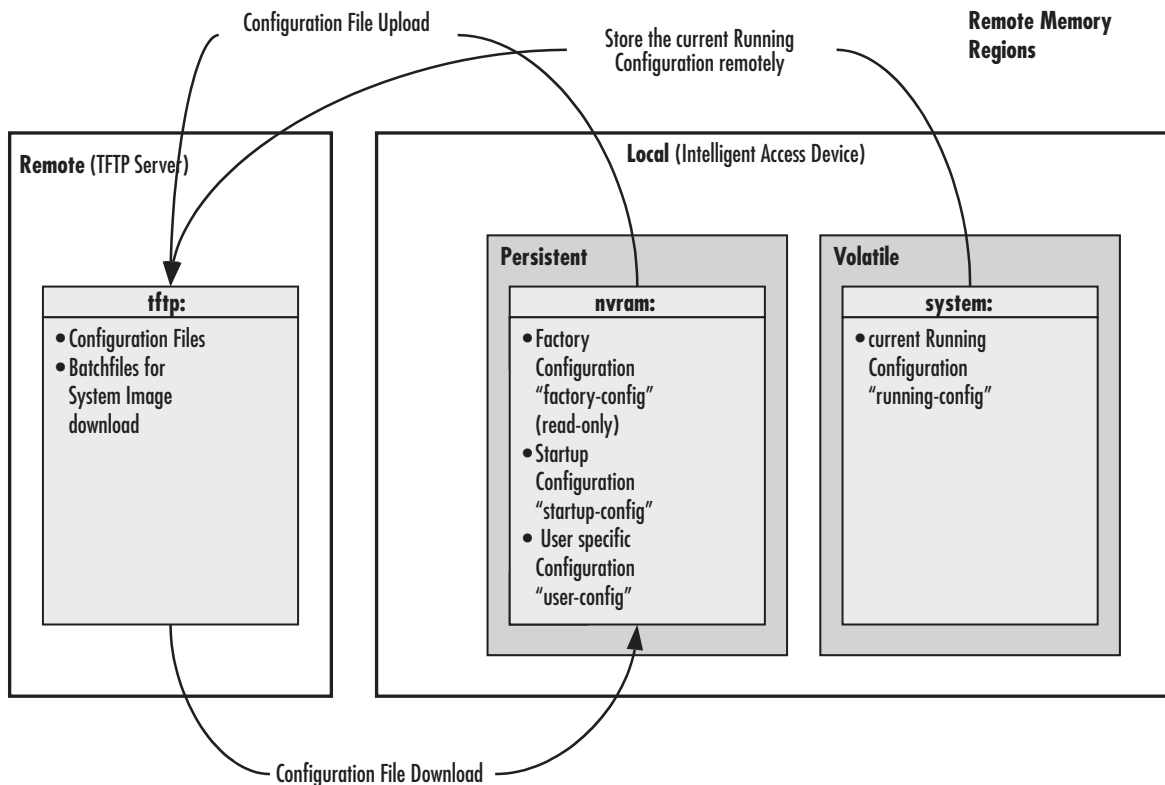 Configuration File Upload
Store the current Running
Configuration remotely
Remote Memory
Regions
Remote (TFTP Server)
Local (Intelligent Access Device)
Persistent
Volatile
tftp:
• Configuration Files
• Batchfiles for
System Image
download
nvram:
• Factory
Configuration
“factory-config”
(read-only)
• Startup
Configuration
“startup-config”
• User specific
Configuration
“user-config”
system:
• current Running
Configuration
“running-config”
Configuration File Download